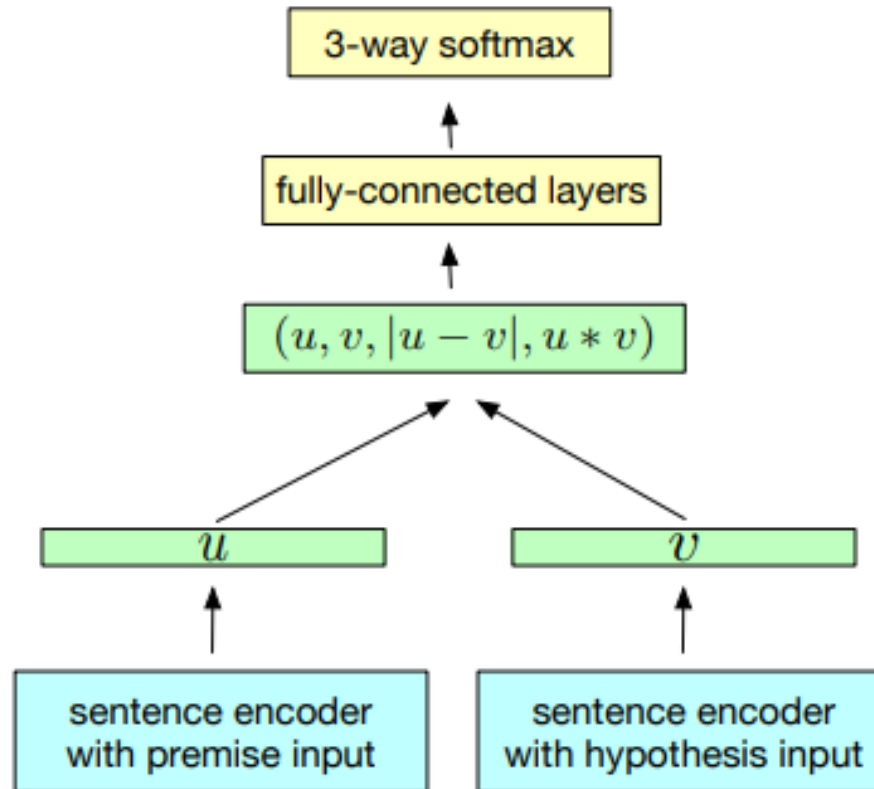 3-way softmax
fully-connected layers
(u, v, |u − v|, u ∗ v)
u
v
sentence encoder
with premise input
sentence encoder
with hypothesis input